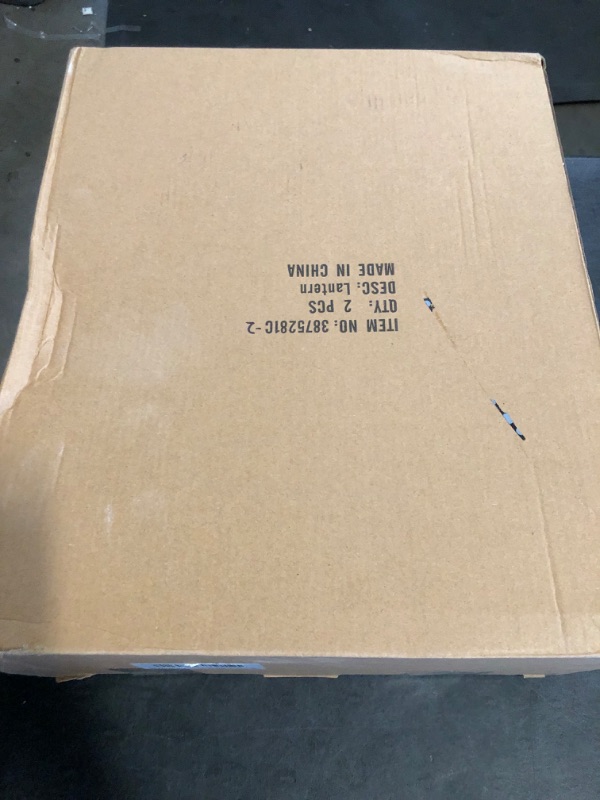 ITEM NO: 3875281C-2
QTY: 2 PCS
DESC: Lantern
MADE IN CHINA